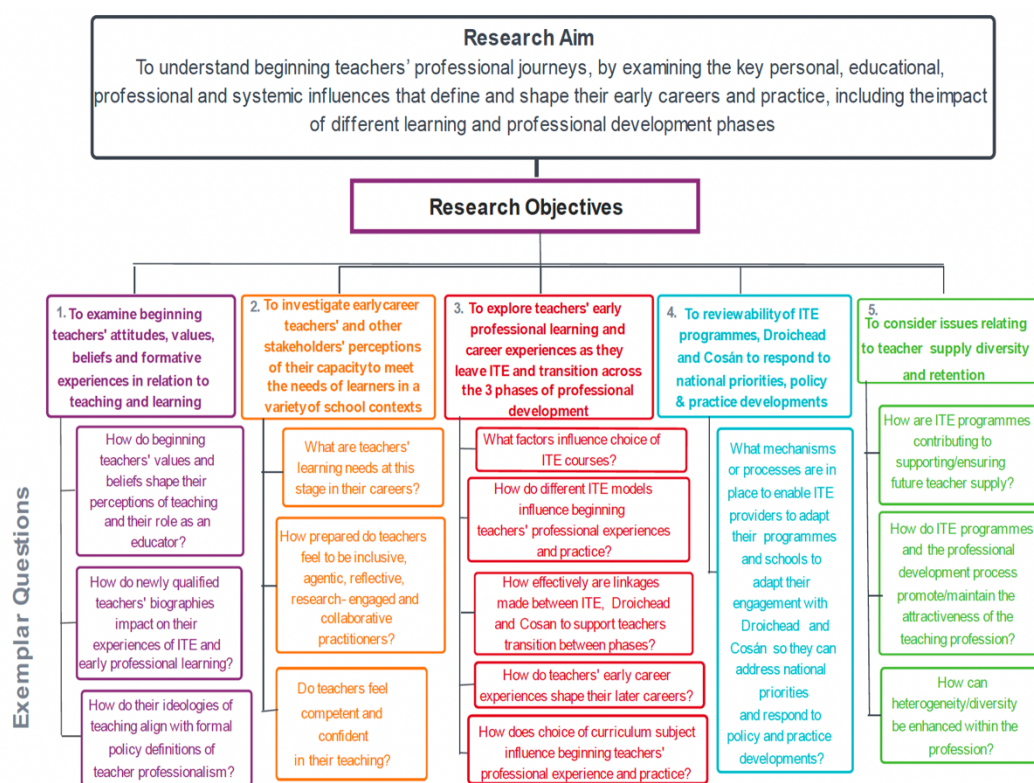 Research Aim
To understand beginning teachers' professional journeys, by examining the key personal, educational,
professional and systemic influences that define and shape their early careers and practice, including the impact
of different learning and professional development phases
Research Objectives
Exemplar Questions
1. To examine beginning
teachers' attitudes, values,
beliefs and formative
experiences in relation to
teaching and learning
How do beginning
teachers' values and
beliefs shape their
perceptions of teaching
and their role as an
educator?
How do newly qualified
teachers' biographies
impact on their
experiences of ITE and
early professional learning?
How do their ideologies of
teaching align with formal
policy definitions of
teacher professionalism?
2. To investigate early career
teachers' and other
stakeholders' perceptions
of their capacity to meet
the needs of learners in a
variety of school contexts
What are teachers'
learning needs at this
stage in their careers?
How prepared do teachers
feel to be inclusive,
agentic, reflective,
research- engaged and
collaborative
practitioners?
Do teachers feel
competent and
confident
in their teaching?
3. To explore teachers' early
professional learning and
career experiences as they
leave ITE and transition across
the 3 phases of professional
development
What factors influence choice of
ITE courses?
How do different ITE models
influence beginning
teachers' professional experiences
and practice?
How effectively are linkages
made between ITE, Droichead
and Cosan to support teachers
transition between phases?
How do teachers' early career
experiences shape their later careers?
How does choice of curriculum subject
influence beginning teachers'
professional experience and practice?
4. To reviewability of ITE
programmes, Droichead
and Cosán to respond to
national priorities, policy
& practice developments
What mechanisms
or processes are in
place to enable ITE
providers to adapt
their programmes
and schools to
adapt their
engagement with
Droichead and
Cosán so they can
address national
priorities
and respond to
policy and practice
developments?
5.
To consider issues relating
to teacher supply diversity
and retention
How are ITE programmes
contributing to
supporting/ensuring
future teacher supply?
How do ITE programmes
and the professional
development process
promote/maintain the
attractiveness of the
teaching profession?
How can
heterogeneity/diversity
be enhanced within the
profession?